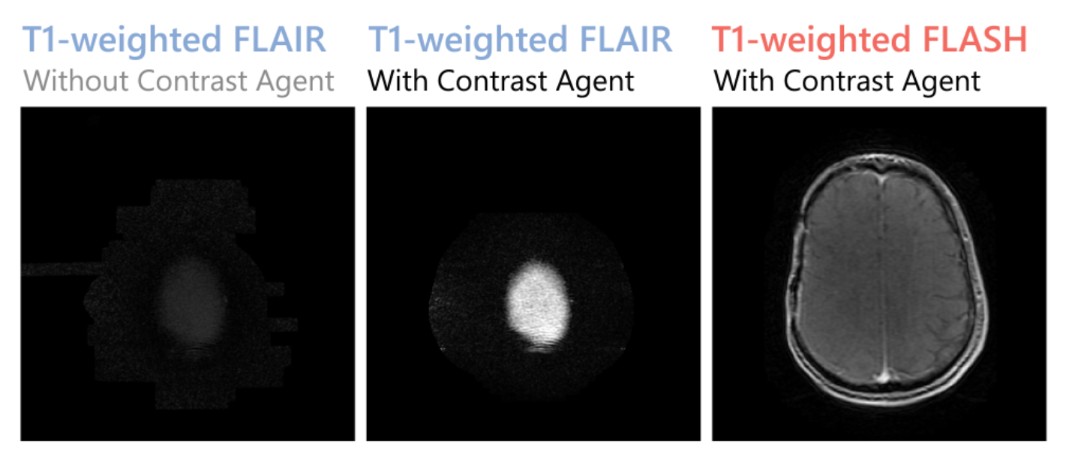 T1-weighted FLAIR
Without Contrast Agent
T1-weighted FLAIR
With Contrast Agent
T1-weighted FLASH
With Contrast Agent